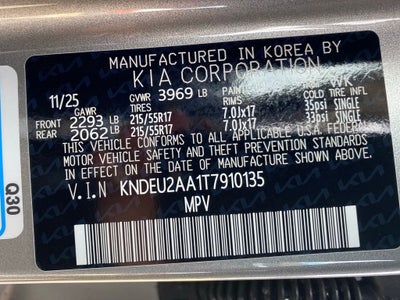 MANUFACTURED IN KOREA BY
KIA CORPORATION
11/25 GVWR 3969 LB PAINT WK
GAWR TIRES RIMS COLD TIRE INFL
FRONT 2293 LB 215/55R17 7.0Jx17 35psi SINGLE
REAR 2062 LB 215/55R17 7.0Jx17 33psi SINGLE
THIS VEHICLE CONFORMS TO ALL APPLICABLE U.S.A. FEDERAL
MOTOR VEHICLE SAFETY AND THEFT PREVENTION STANDARDS
IN EFFECT ON THE DATE OF MANUFACTURE SHOWN ABOVE.
V.I.N KNDEU2AA1T7910135
MPV
Q30